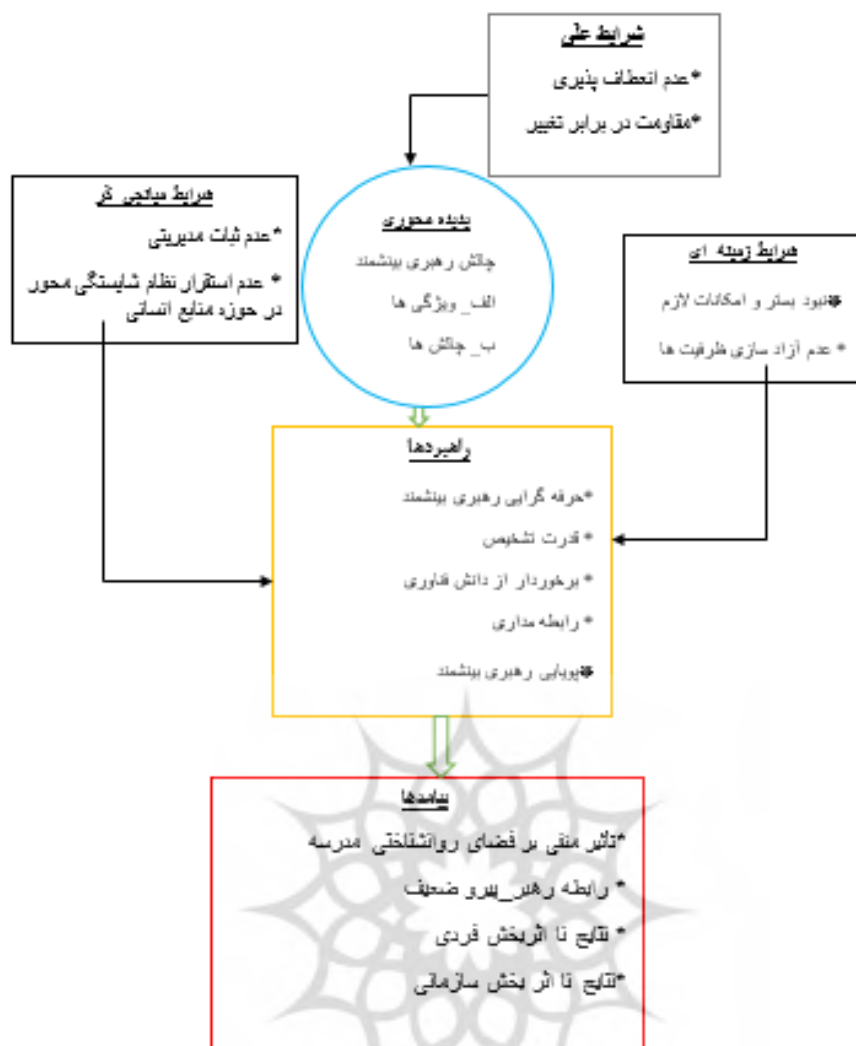 شرایط علّی
*عدم انعطاف پذیری
*مقاومت در برابر تغییر
شرایط میانجی گر
*عدم ثبات مدیریتی
* عدم استقرار نظام شایستگی محور
در حوزه منابع انسانی
پدیده محوری
چالش رهبری بینشمند
الف_ ویژگی ها
ب_ چالش ها
شرایط زمینه ای
*نبود بستر و امکانات لازم
* عدم آزاد سازی ظرفیت ها
راهبردها
*حرفه گرایی رهبری بینشمند
* قدرت تشخیص
* برخوردار از دانش فناوری
* رابطه مداری
*پویایی رهبری بینشمند
پیامدها
*تأثیر منفی بر فضای روانشناختی مدرسه
* رابطه رهبر_پیرو ضعیف
* نتایج نا اثربخش فردی
*نتایج نا اثر بخش سازمانی